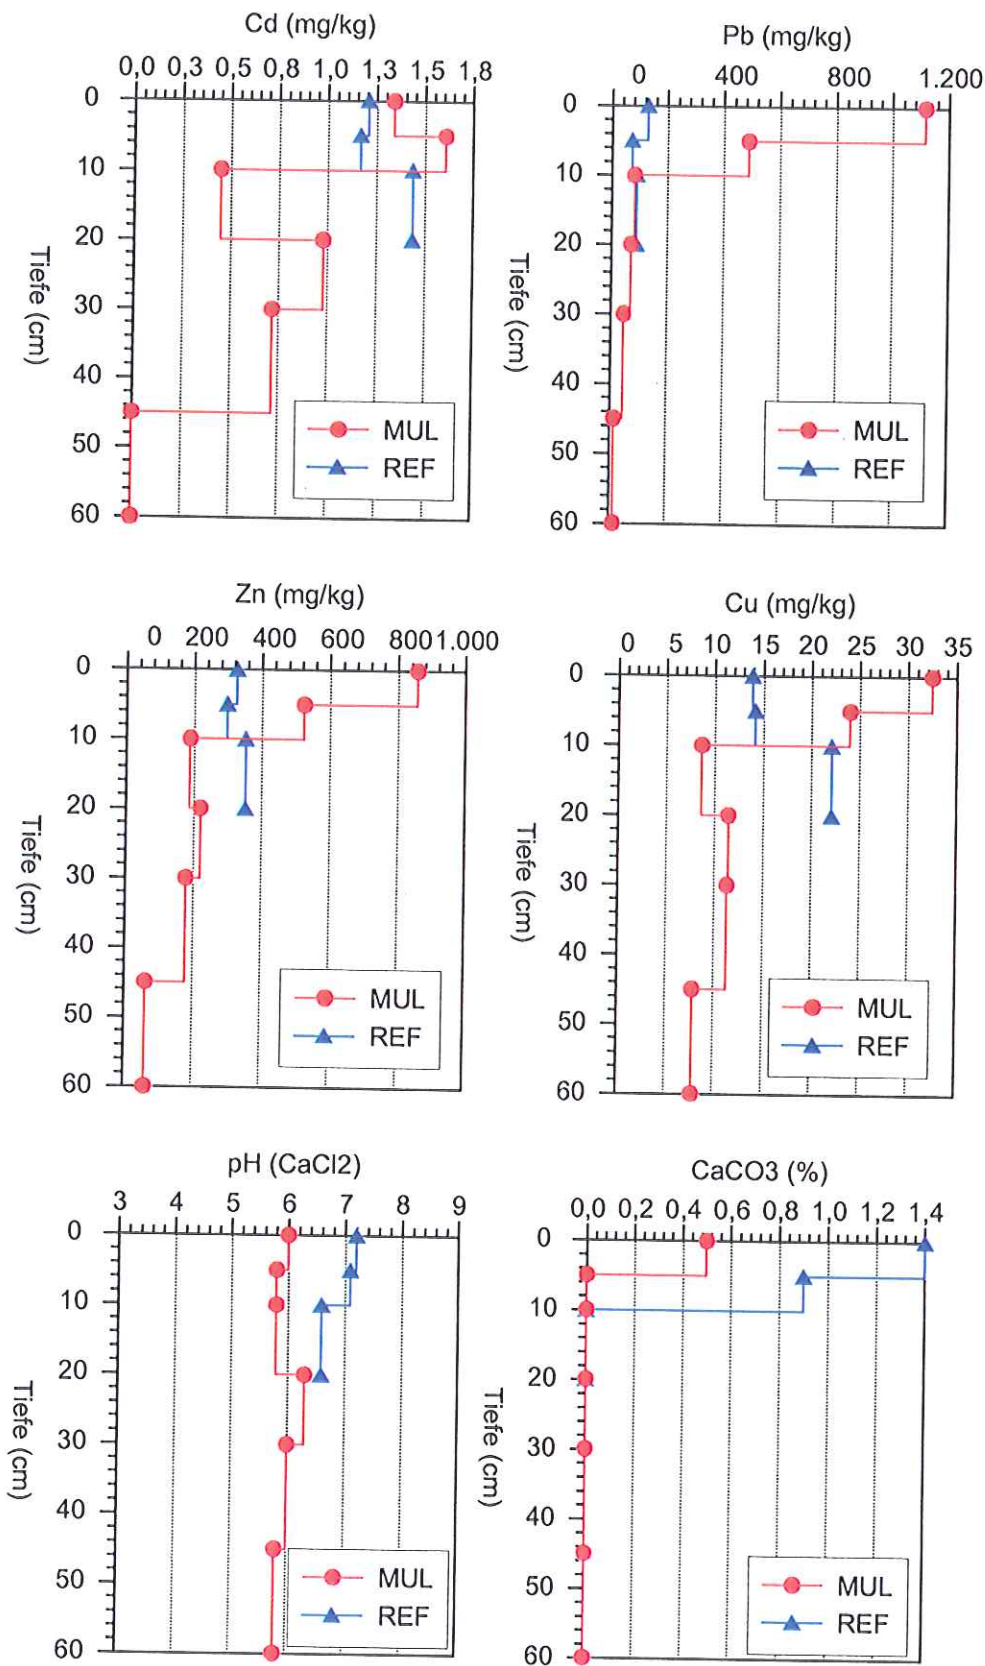 Cd (mg/kg)
0,0 0,3 0,5 0,8 1,0 1,3 1,5 1,8
0
10
20
30
40
50
60
Tiefe (cm)
MUL
REF
Pb (mg/kg)
0 400 800 1.200
0
10
20
30
40
50
60
Tiefe (cm)
MUL
REF
Zn (mg/kg)
0 200 400 600 800 1.000
0
10
20
30
40
50
60
Tiefe (cm)
MUL
REF
Cu (mg/kg)
0 5 10 15 20 25 30 35
0
10
20
30
40
50
60
Tiefe (cm)
MUL
REF
pH (CaCl2)
3 4 5 6 7 8 9
0
10
20
30
40
50
60
Tiefe (cm)
MUL
REF
CaCO3 (%)
0,0 0,2 0,4 0,6 0,8 1,0 1,2 1,4
0
10
20
30
40
50
60
Tiefe (cm)
MUL
REF